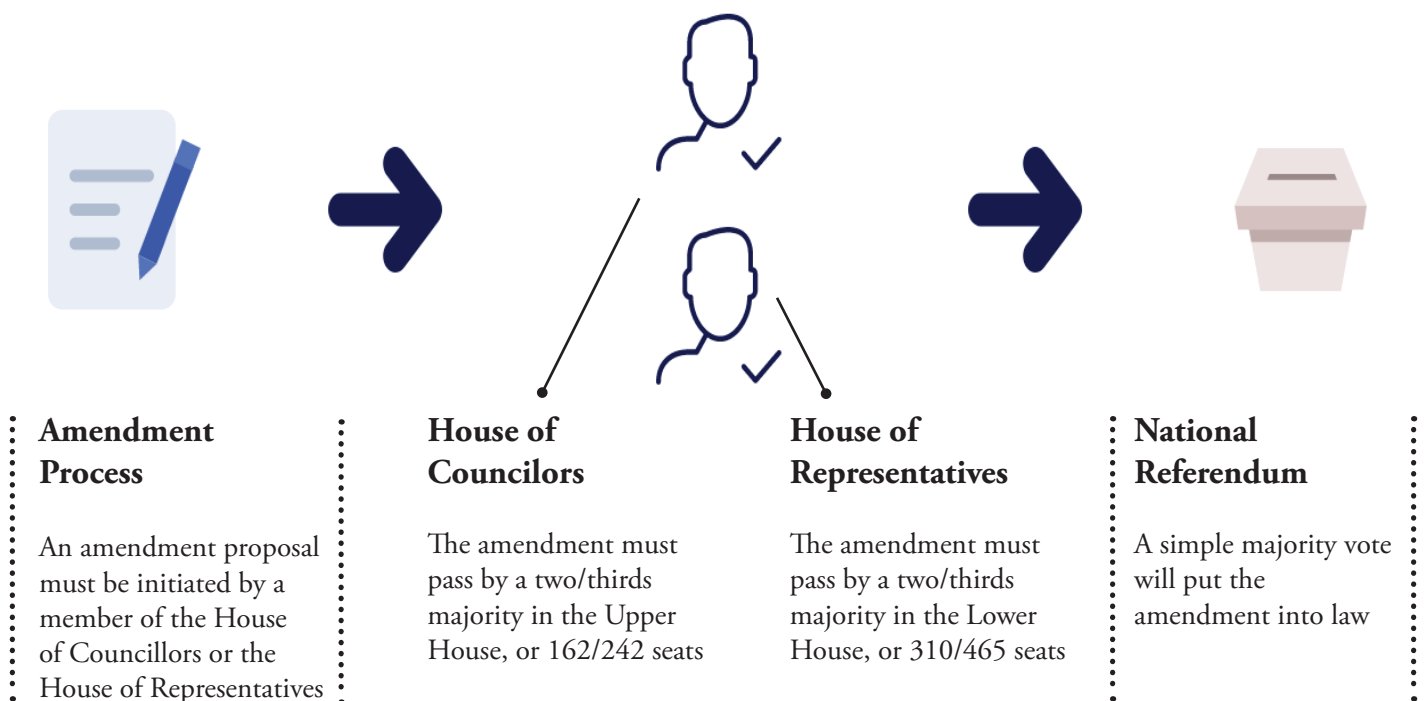 Amendment
Process
An amendment proposal
must be initiated by a
member of the House
of Councillors or the
House of Representatives
House of
Councilors
The amendment must
pass by a two/thirds
majority in the Upper
House, or 162/242 seats
House of
Representatives
The amendment must
pass by a two/thirds
majority in the Lower
House, or 310/465 seats
National
Referendum
A simple majority vote
will put the
amendment into law